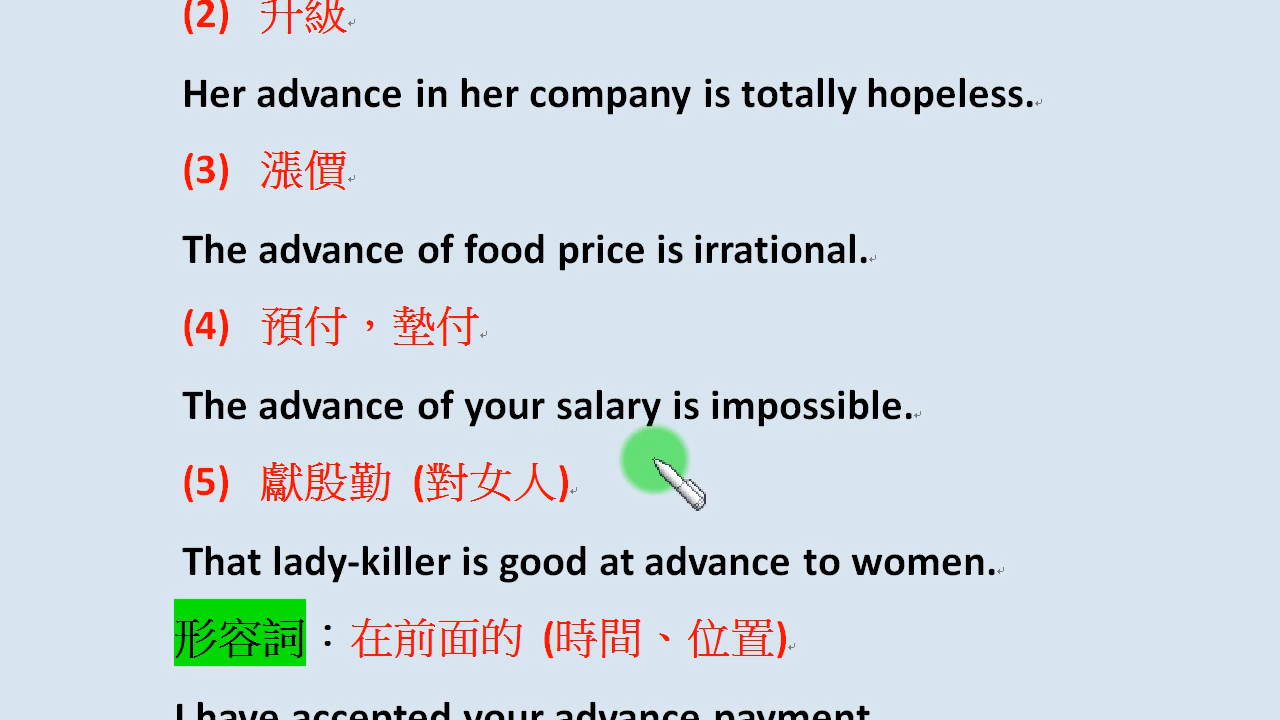 (2) 升級
Her advance in her company is totally hopeless.
(3) 漲價
The advance of food price is irrational.
(4) 預付，墊付
The advance of your salary is impossible.
(5) 獻殷勤 (對女人)
That lady-killer is good at advance to women.
形容詞：在前面的 (時間、位置)
I have accepted your advance payment